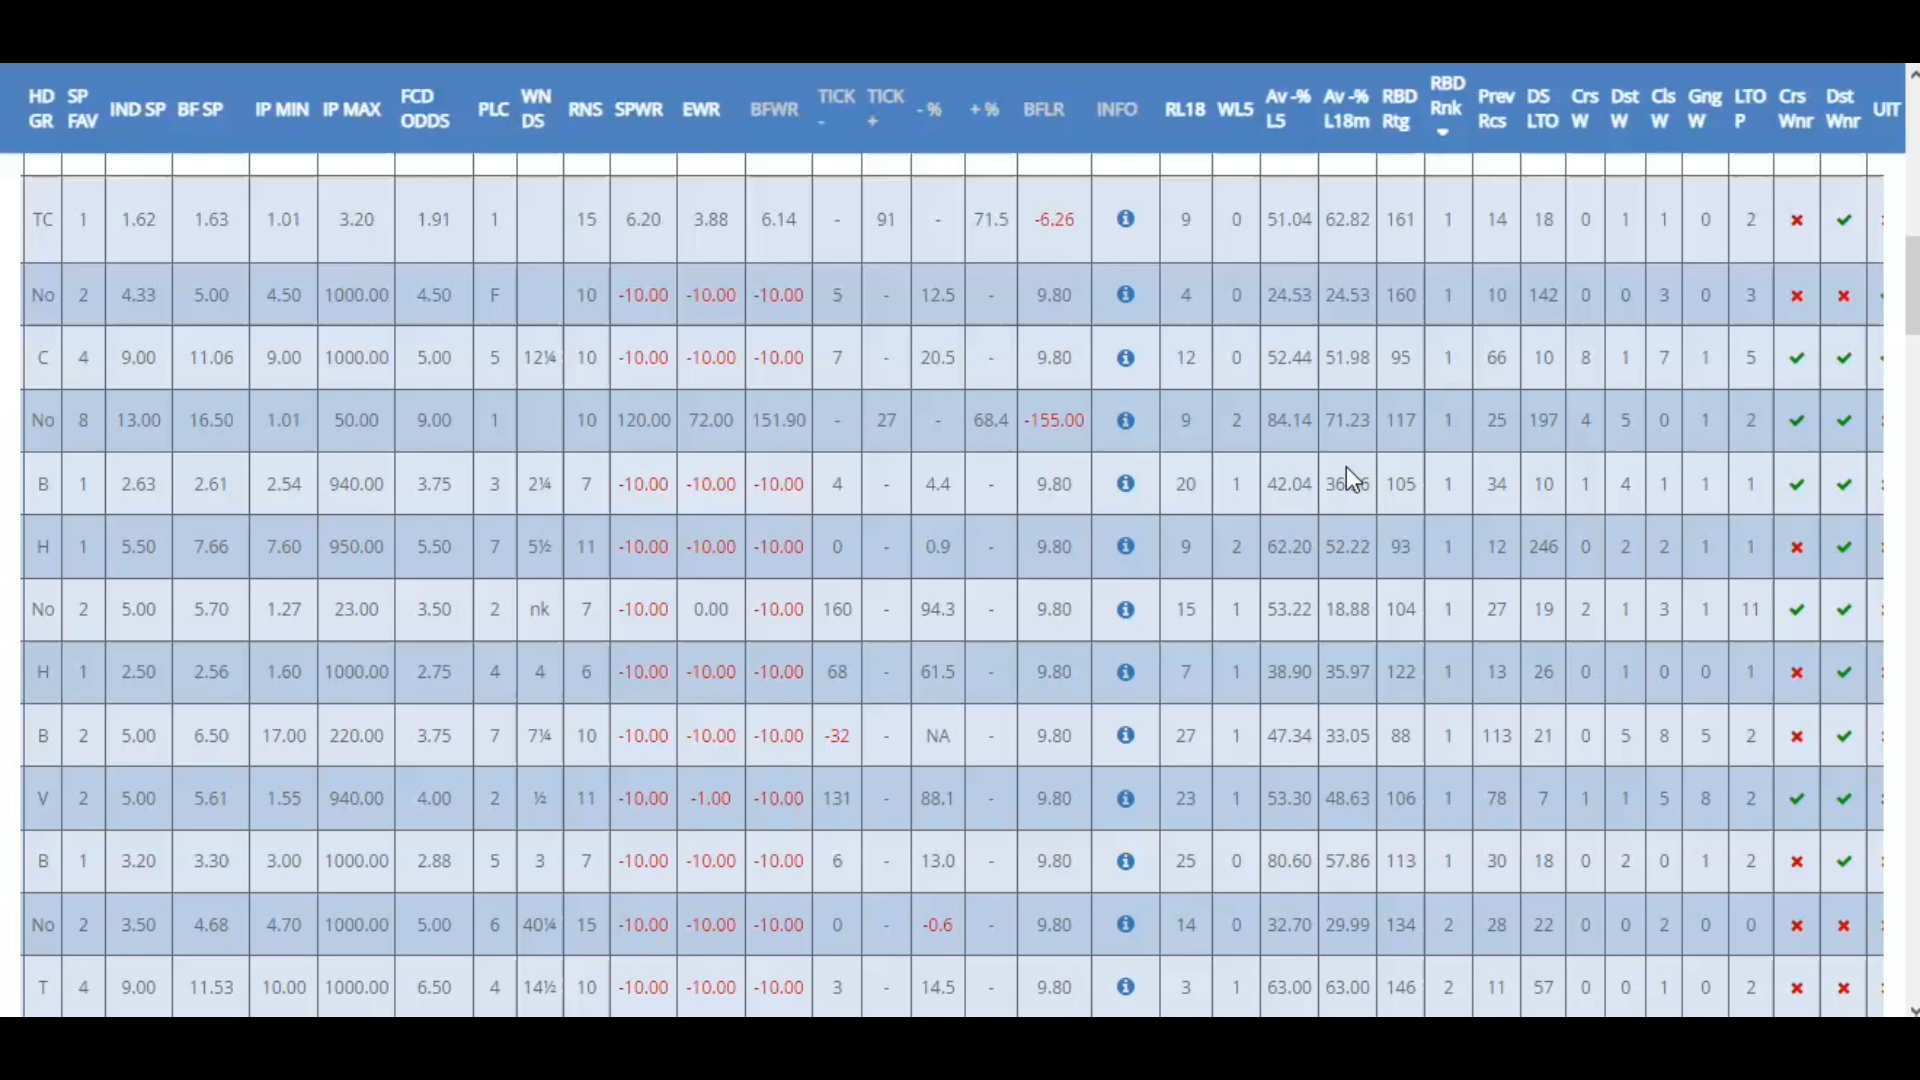 HD GR SP FAV IND SP BF SP IP MIN IP MAX FCD ODDS PLC WN DS RNS SPWR EWR BFWR TICK - TICK + - % + % BFLR INFO RL18 WL5 Av -% L5 Av -% L18m RBD Rtg RBD Rnk Prev Rcs DS LTO Crs W Dst W Cls W Gng W LTO P Crs Wnr Dst Wnr UIT
TC 1 1.62 1.63 1.01 3.20 1.91 1 15 6.20 3.88 6.14 - 91 - 71.5 -6.26 9 0 51.04 62.82 161 1 14 18 0 1 1 0 2
No 2 4.33 5.00 4.50 1000.00 4.50 F 10 -10.00 -10.00 -10.00 5 - 12.5 - 9.80 4 0 24.53 24.53 160 1 10 142 0 0 3 0 3
C 4 9.00 11.06 9.00 1000.00 5.00 5 12¼ 10 -10.00 -10.00 -10.00 7 - 20.5 - 9.80 12 0 52.44 51.98 95 1 66 10 8 1 7 1 5
No 8 13.00 16.50 1.01 50.00 9.00 1 10 120.00 72.00 151.90 - 27 - 68.4 -155.00 9 2 84.14 71.23 117 1 25 197 4 5 0 1 2
B 1 2.63 2.61 2.54 940.00 3.75 3 2¼ 7 -10.00 -10.00 -10.00 4 - 4.4 - 9.80 20 1 42.04 105 1 34 10 1 4 1 1 1
H 1 5.50 7.66 7.60 950.00 5.50 7 5½ 11 -10.00 -10.00 -10.00 0 - 0.9 - 9.80 9 2 62.20 52.22 93 1 12 246 0 2 2 1 1
No 2 5.00 5.70 1.27 23.00 3.50 2 nk 7 -10.00 0.00 -10.00 160 - 94.3 - 9.80 15 1 53.22 18.88 104 1 27 19 2 1 3 1 11
H 1 2.50 2.56 1.60 1000.00 2.75 4 4 6 -10.00 -10.00 -10.00 68 - 61.5 - 9.80 7 1 38.90 35.97 122 1 13 26 0 1 0 0 1
B 2 5.00 6.50 17.00 220.00 3.75 7 7¼ 10 -10.00 -10.00 -10.00 -32 - NA - 9.80 27 1 47.34 33.05 88 1 113 21 0 5 8 5 2
V 2 5.00 5.61 1.55 940.00 4.00 2 ½ 11 -10.00 -1.00 -10.00 131 - 88.1 - 9.80 23 1 53.30 48.63 106 1 78 7 1 1 5 8 2
B 1 3.20 3.30 3.00 1000.00 2.88 5 3 7 -10.00 -10.00 -10.00 6 - 13.0 - 9.80 25 0 80.60 57.86 113 1 30 18 0 2 0 1 2
No 2 3.50 4.68 4.70 1000.00 5.00 6 40¼ 15 -10.00 -10.00 -10.00 0 - -0.6 - 9.80 14 0 32.70 29.99 134 2 28 22 0 0 2 0 0
T 4 9.00 11.53 10.00 1000.00 6.50 4 14½ 10 -10.00 -10.00 -10.00 3 - 14.5 - 9.80 3 1 63.00 63.00 146 2 11 57 0 0 1 0 2